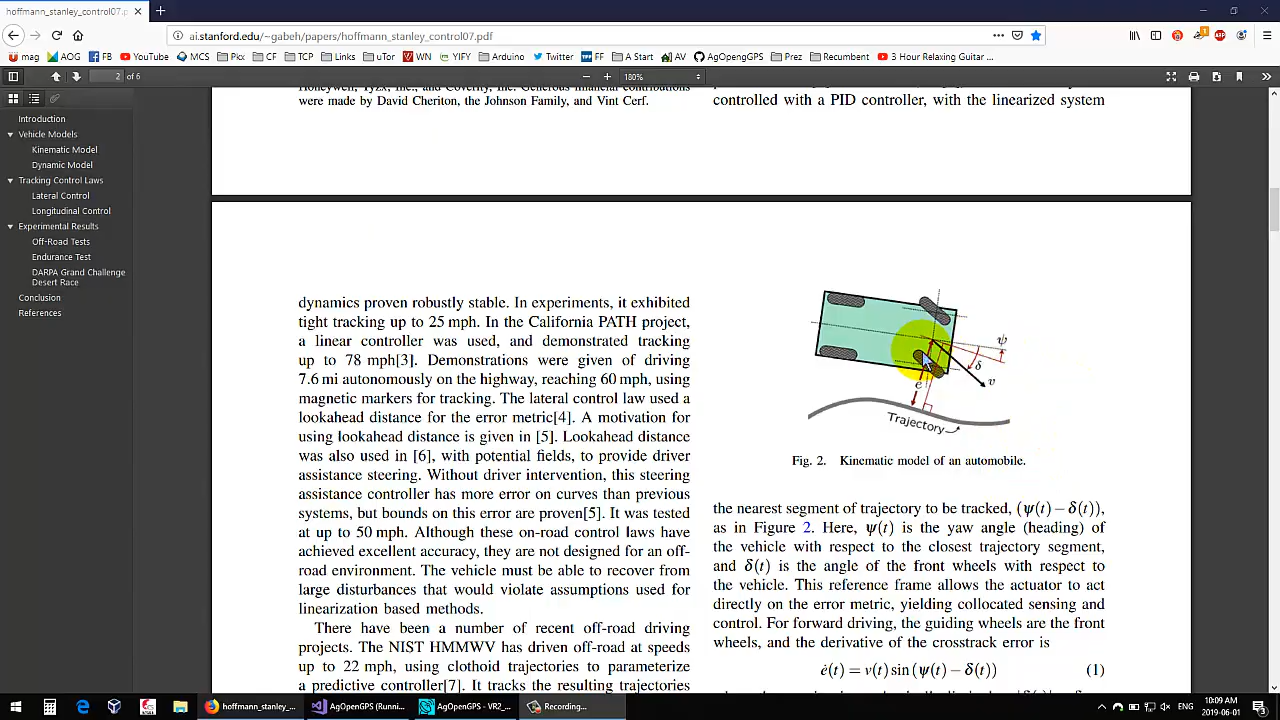 hoffmann_stanley_control07.pdf
ai.stanford.edu/~gabeh/papers/hoffmann_stanley_control07.pdf
mag AOG FB YouTube MCS Pixx CF TCP Links uTor WN YIFY Arduino Twitter FF A Start AV AgOpenGPS Prez Recumbent 3 Hour Relaxing Guitar ...
2 of 6
180%
Introduction
Vehicle Models
Kinematic Model
Dynamic Model
Tracking Control Laws
Lateral Control
Longitudinal Control
Experimental Results
Off-Road Tests
Endurance Test
DARPA Grand Challenge
Desert Race
Conclusion
References
Honeywell, Tyzx, Inc., and Coverity, Inc. Generous financial contributions
were made by David Cheriton, the Johnson Family, and Vint Cerf.
controlled with a PID controller, with the linearized system
dynamics proven robustly stable. In experiments, it exhibited
tight tracking up to 25 mph. In the California PATH project,
a linear controller was used, and demonstrated tracking
up to 78 mph[3]. Demonstrations were given of driving
7.6 mi autonomously on the highway, reaching 60 mph, using
magnetic markers for tracking. The lateral control law used a
lookahead distance for the error metric[4]. A motivation for
using lookahead distance is given in [5]. Lookahead distance
was also used in [6], with potential fields, to provide driver
assistance steering. Without driver intervention, this steering
assistance controller has more error on curves than previous
systems, but bounds on this error are proven[5]. It was tested
at up to 50 mph. Although these on-road control laws have
achieved excellent accuracy, they are not designed for an off-
road environment. The vehicle must be able to recover from
large disturbances that would violate assumptions used for
linearization based methods.
There have been a number of recent off-road driving
projects. The NIST HMMWV has driven off-road at speeds
up to 22 mph, using clothoid trajectories to parameterize
a predictive controller[7]. It tracks the resulting trajectories
ψ
δ
v
e
Trajectory
Fig. 2. Kinematic model of an automobile.
the nearest segment of trajectory to be tracked, (ψ(t) − δ(t)),
as in Figure 2. Here, ψ(t) is the yaw angle (heading) of
the vehicle with respect to the closest trajectory segment,
and δ(t) is the angle of the front wheels with respect to
the vehicle. This reference frame allows the actuator to act
directly on the error metric, yielding collocated sensing and
control. For forward driving, the guiding wheels are the front
wheels, and the derivative of the crosstrack error is
ė(t) = v(t) sin (ψ(t) − δ(t)) (1)
hoffmann_stanley_co... AgOpenGPS (Runni... AgOpenGPS - VR2_... Recording...
10:09 AM
2019-06-01